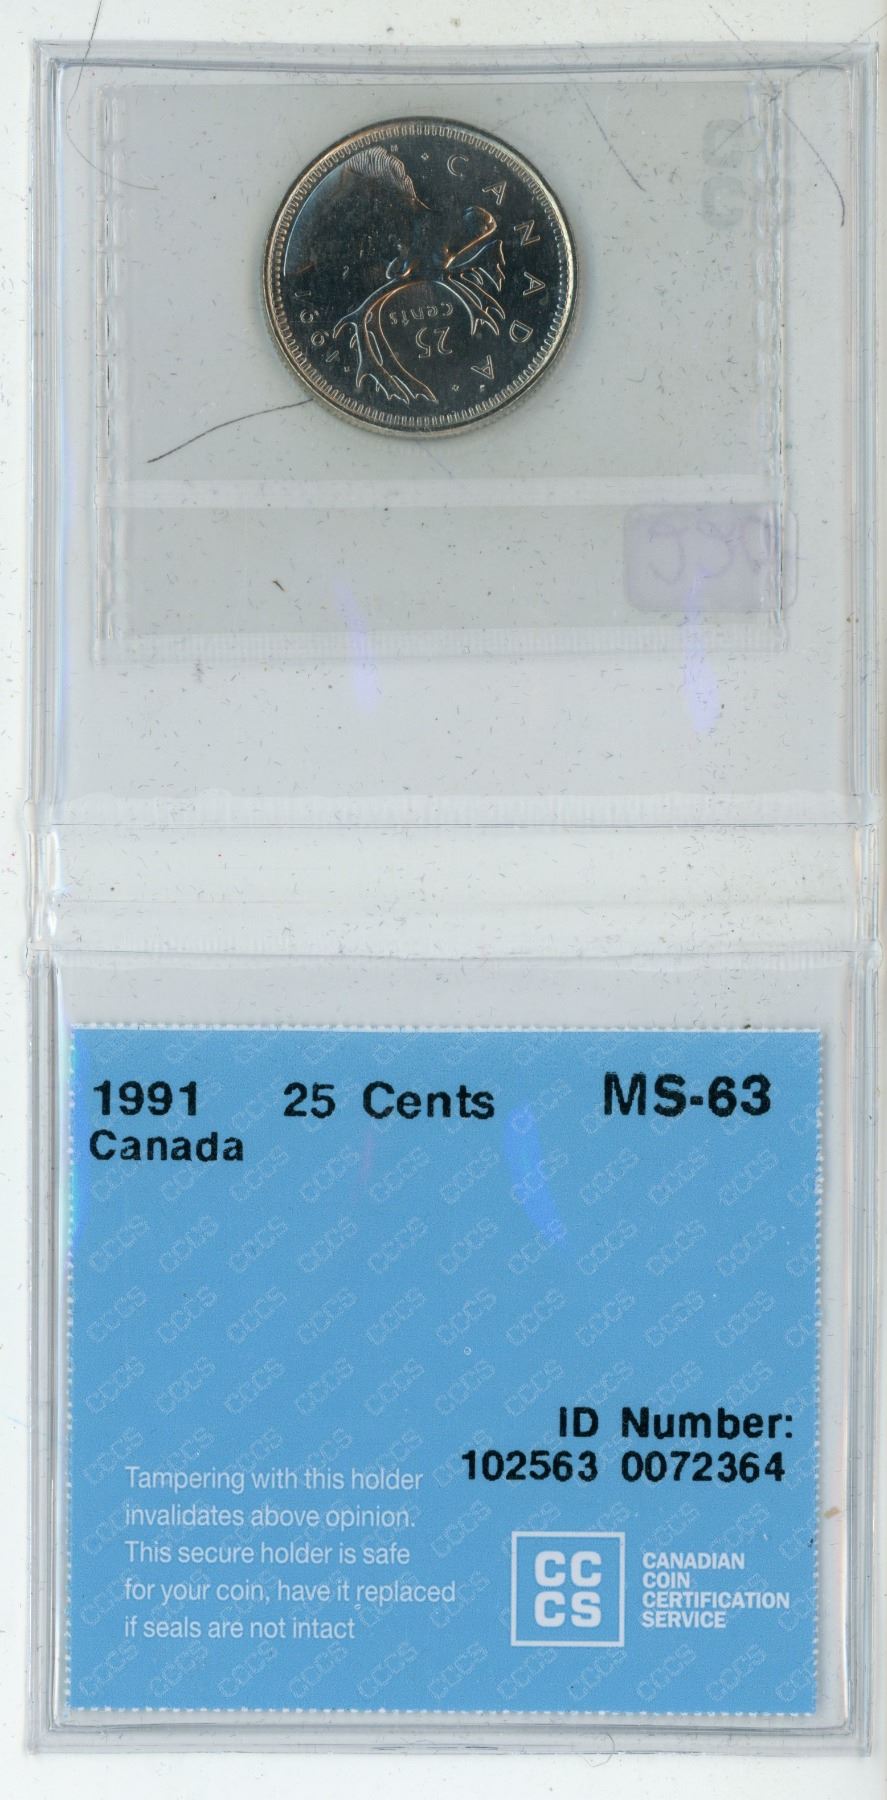 CANADA
25
cents
1991
1991 25 Cents MS-63
Canada
ID Number:
102563 0072364
Tampering with this holder
invalidates above opinion.
This secure holder is safe
for your coin, have it replaced
if seals are not intact
CC
CS
CANADIAN
COIN
CERTIFICATION
SERVICE